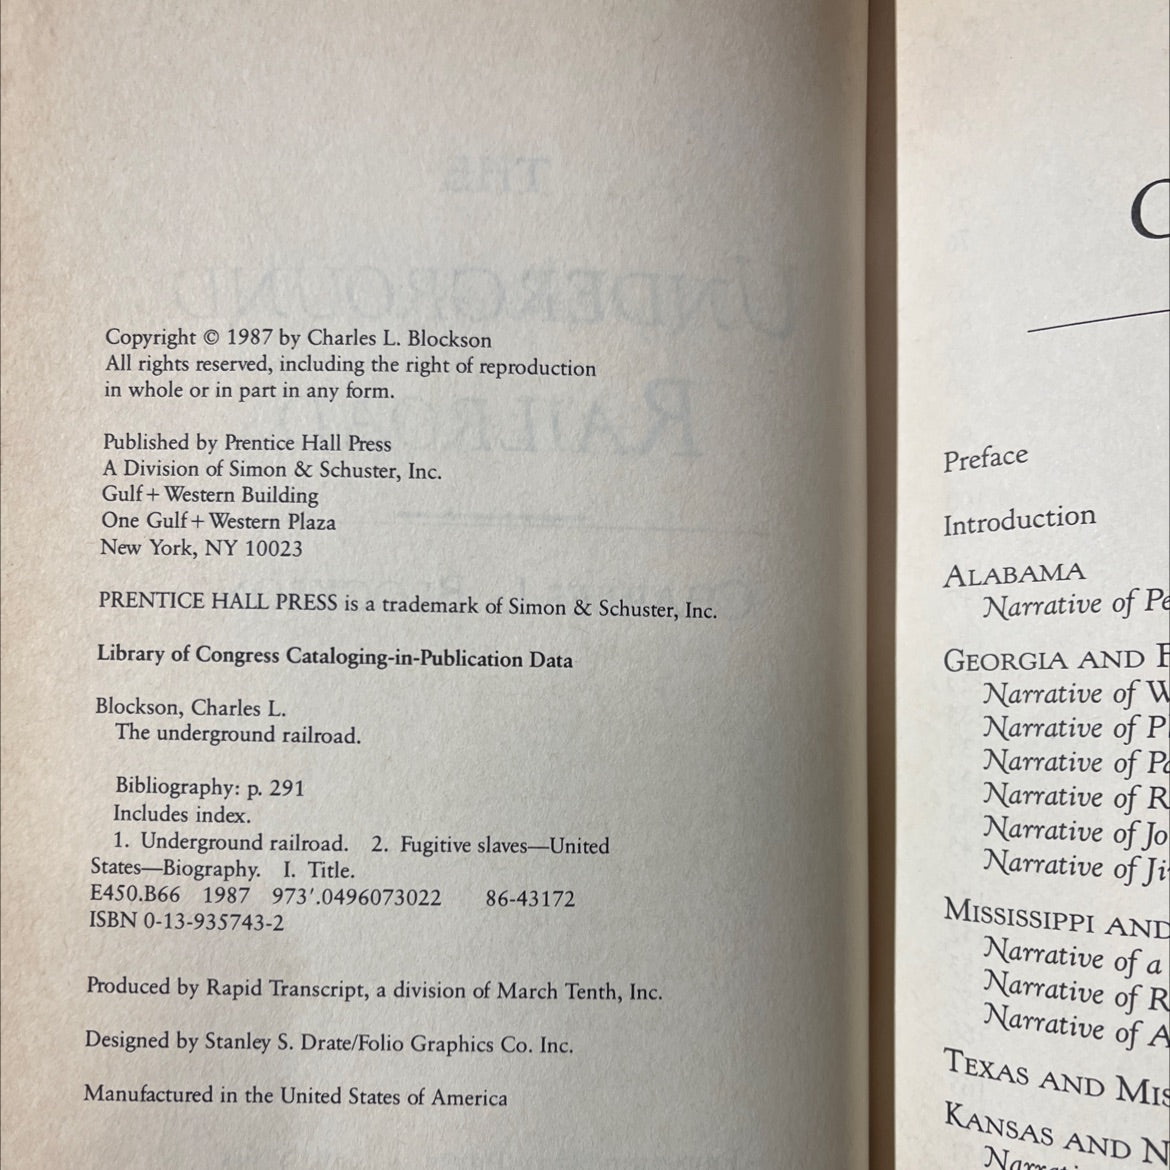 Copyright © 1987 by Charles L. Blockson
All rights reserved, including the right of reproduction
in whole or in part in any form.
Published by Prentice Hall Press
A Division of Simon & Schuster, Inc.
Gulf+Western Building
One Gulf+Western Plaza
New York, NY 10023
PRENTICE HALL PRESS is a trademark of Simon & Schuster, Inc.
Library of Congress Cataloging-in-Publication Data
Blockson, Charles L.
The underground railroad.
Bibliography: p. 291
Includes index.
1. Underground railroad. 2. Fugitive slaves—United
States—Biography. I. Title.
E450.B66 1987 973′.0496073022 86-43172
ISBN 0-13-935743-2
Produced by Rapid Transcript, a division of March Tenth, Inc.
Designed by Stanley S. Drate/Folio Graphics Co. Inc.
Manufactured in the United States of America
C
Preface
Introduction
ALABAMA
Narrative of Pe
GEORGIA AND F
Narrative of W
Narrative of P
Narrative of Pa
Narrative of R
Narrative of Jo
Narrative of Ji
MISSISSIPPI AND
Narrative of a
Narrative of R
Narrative of A
TEXAS AND MIS
KANSAS AND N